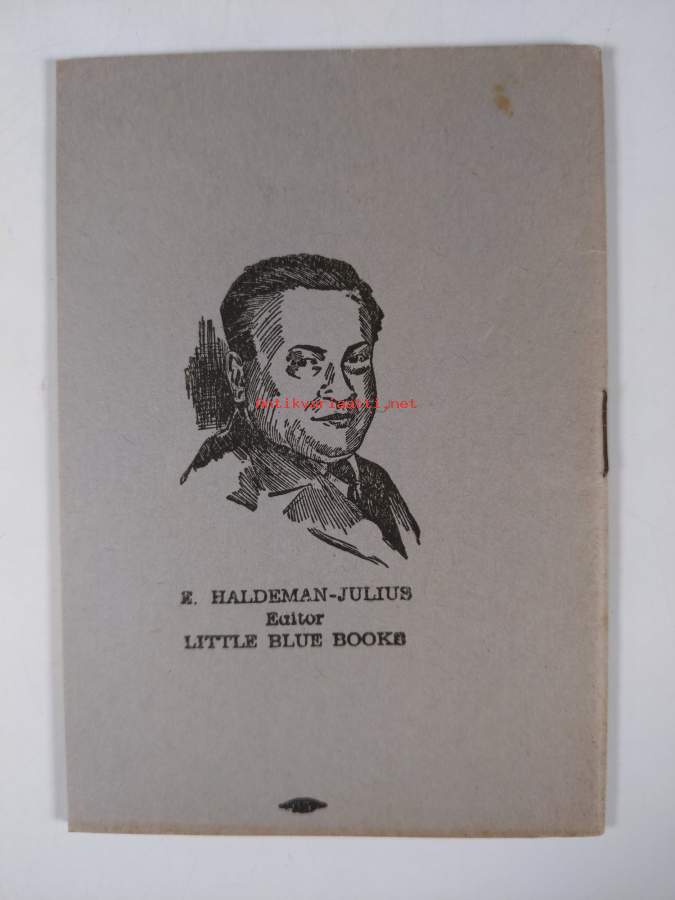 antikvariaatti.net
E. HALDEMAN-JULIUS
Editor
LITTLE BLUE BOOKS